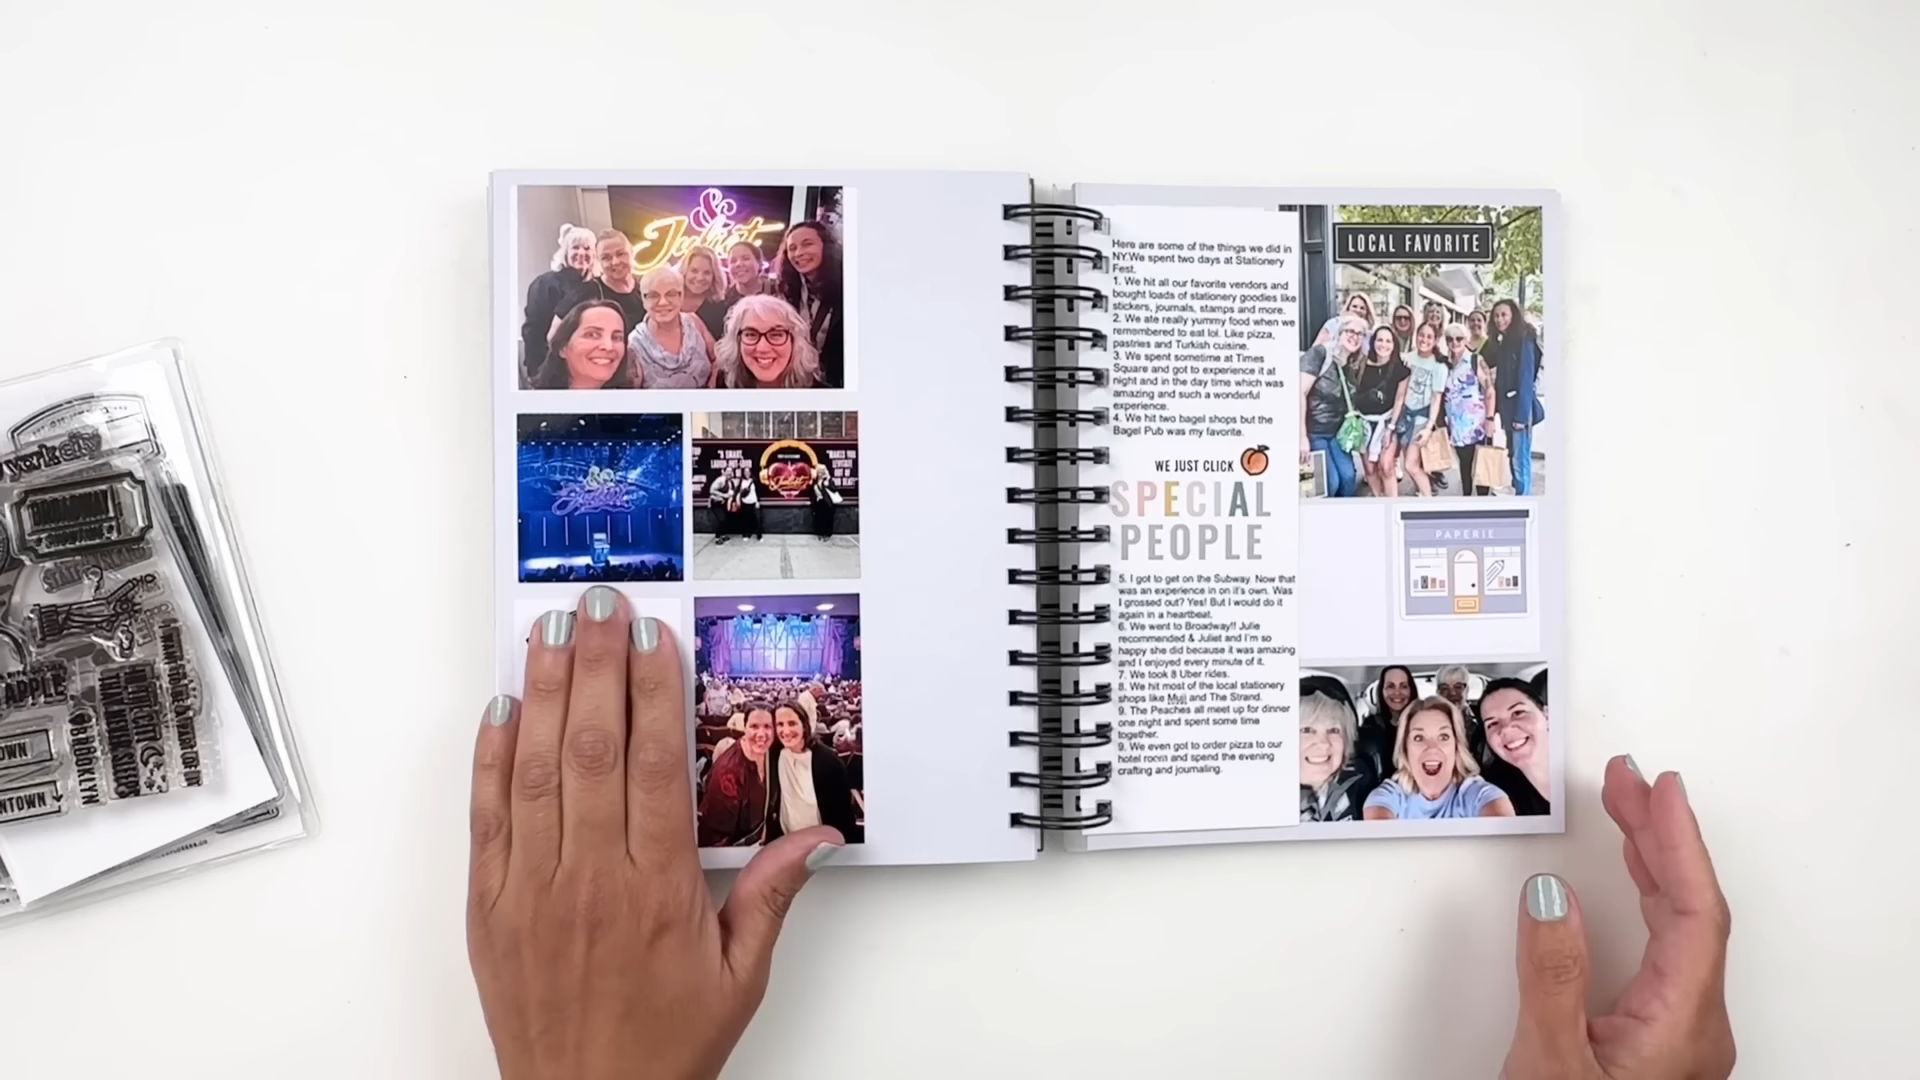 york city
BROOKLYN
APPLE
OWN
NTOWN
&
Juliet
"A SMART,
LAUGH-OUT-LOUD
LOCAL FAVORITE
Here are some of the things we did in
NY.We spent two days at Stationery
Fest.
1. We hit all our favorite vendors and
bought loads of stationery goodies like
stickers, journals, stamps and more.
2. We ate really yummy food when we
remembered to eat lol. Like pizza,
pastries and Turkish cuisine.
3. We spent sometime at Times
Square and got to experience it at
night and in the day time which was
amazing and such a wonderful
experience.
4. We hit two bagel shops but the
Bagel Pub was my favorite.
WE JUST CLICK
SPECIAL
PEOPLE
5. I got to get on the Subway. Now that
was an experience in on it's own. Was
I grossed out? Yes! But I would do it
again in a heartbeat.
6. We went to Broadway!! Julie
recommended & Juliet and I'm so
happy she did because it was amazing
and I enjoyed every minute of it.
7. We took 8 Uber rides.
8. We hit most of the local stationery
shops like Muji and The Strand.
9. The Peaches all meet up for dinner
one night and spent some time
together.
9. We even got to order pizza to our
hotel room and spend the evening
crafting and journaling.
PAPERIE